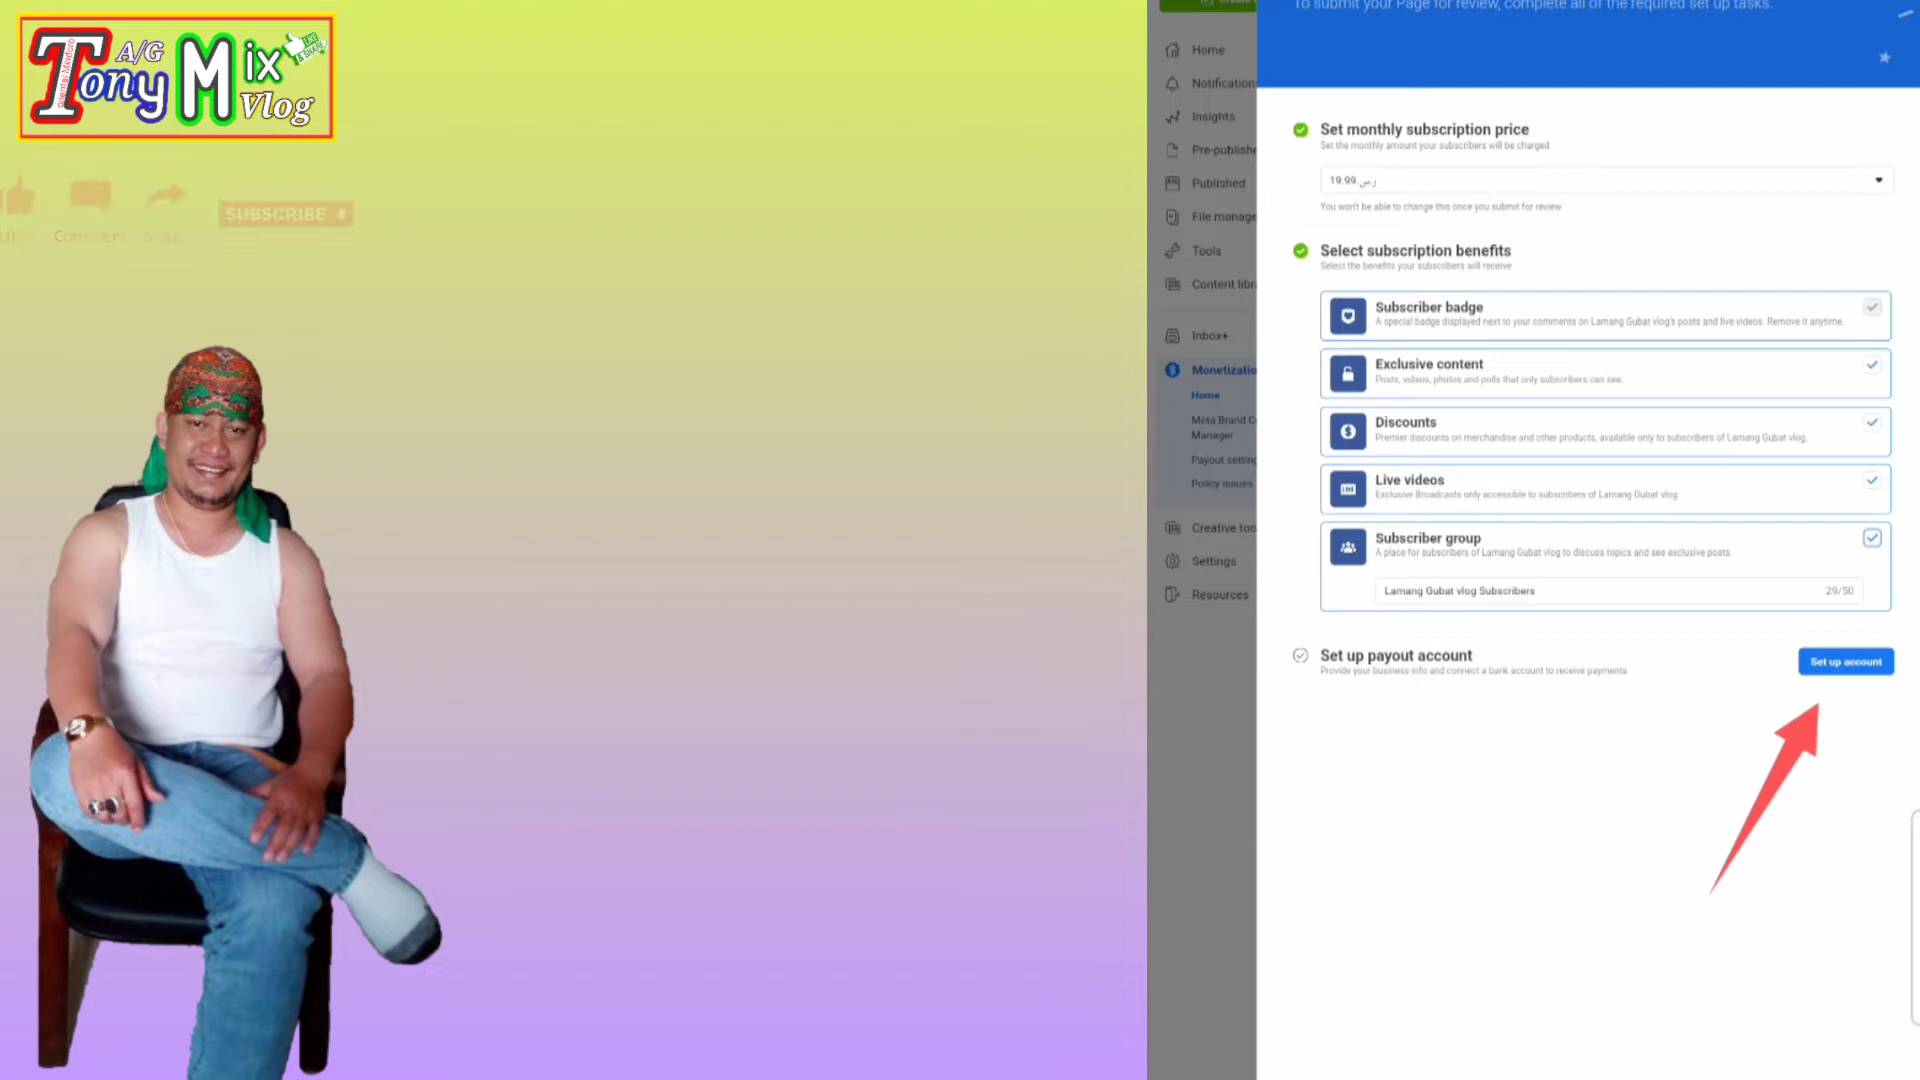 A/G
Tony Mix
Vlog
Oriental Mindoro
LIKE
& SHARE
SUBSCRIBE
Comment
To submit your Page for review, complete all of the required set up tasks.
Home
Notification
Insights
Pre-publishe
Published
File manage
Tools
Content libr
Inbox+
Monetizatio
Home
Meta Brand C
Manager
Payout setting
Policy issues
Creative too
Settings
Resources
Set monthly subscription price
Set the monthly amount your subscribers will be charged
19.99ر.س
You won't be able to change this once you submit for review
Select subscription benefits
Select the benefits your subscribers will receive
Subscriber badge
A special badge displayed next to your comments on Lamang Gubat vlog's posts and live videos. Remove it anytime.
Exclusive content
Posts, videos, photos and polls that only subscribers can see.
Discounts
Premier discounts on merchandise and other products, available only to subscribers of Lamang Gubat vlog.
LIVE
Live videos
Exclusive Broadcasts only accessible to subscribers of Lamang Gubat vlog.
Subscriber group
A place for subscribers of Lamang Gubat vlog to discuss topics and see exclusive posts.
Lamang Gubat vlog Subscribers 29/50
Set up payout account
Provide your business info and connect a bank account to receive payments
Set up account